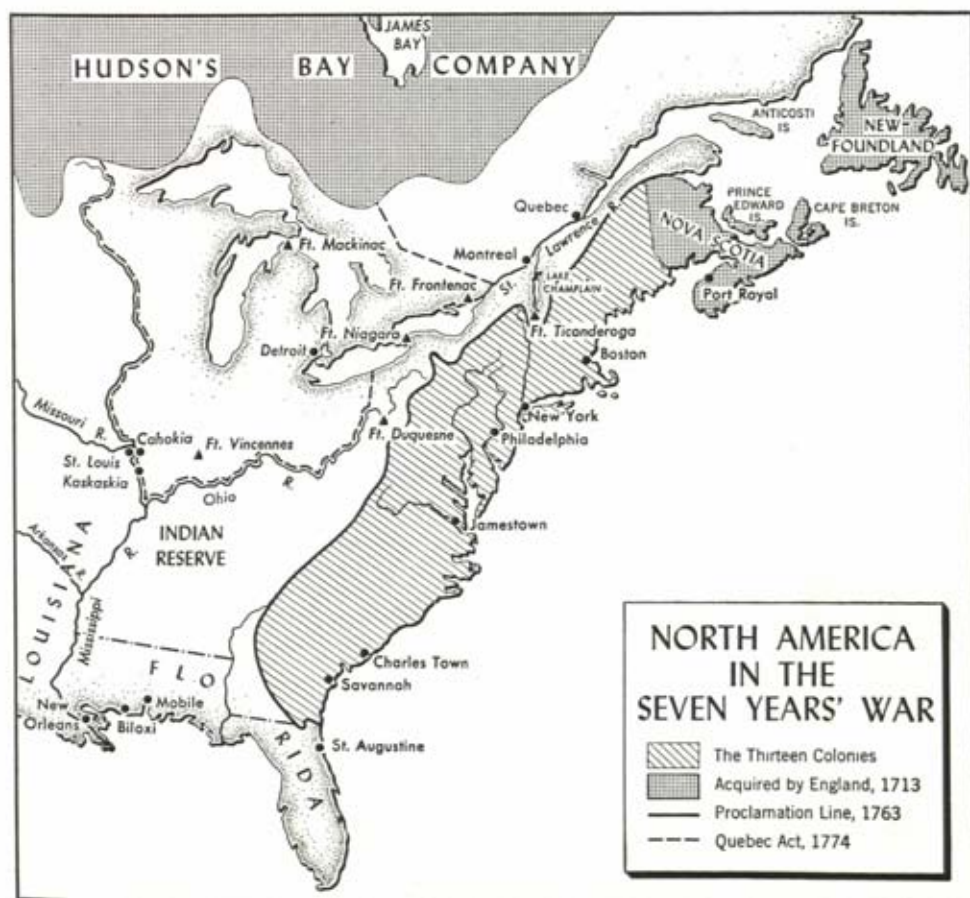 JAMES
BAY
HUDSON'S BAY COMPANY
ANTICOSTI
IS
NEW-
FOUNDLAND
PRINCE
EDWARD
IS.
CAPE BRETON
IS.
Quebec
NOVA SCOTIA
Port Royal
Montreal
St. Lawrence R.
LAKE
CHAMPLAIN
Ft. Mackinac
Ft. Frontenac
Ft. Ticonderoga
Ft. Niagara
Detroit
Boston
New York
Philadelphia
Ft. Duquesne
Missouri R.
Cahokia
Ft. Vincennes
St. Louis
Kaskaskia
Ohio R.
Jamestown
INDIAN
RESERVE
Arkansas R.
Mississippi R.
LOUISIANA
FLORIDA
Charles Town
Savannah
Mobile
New
Orleans
Biloxi
St. Augustine
NORTH AMERICA
IN THE
SEVEN YEARS' WAR
The Thirteen Colonies
Acquired by England, 1713
Proclamation Line, 1763
Quebec Act, 1774